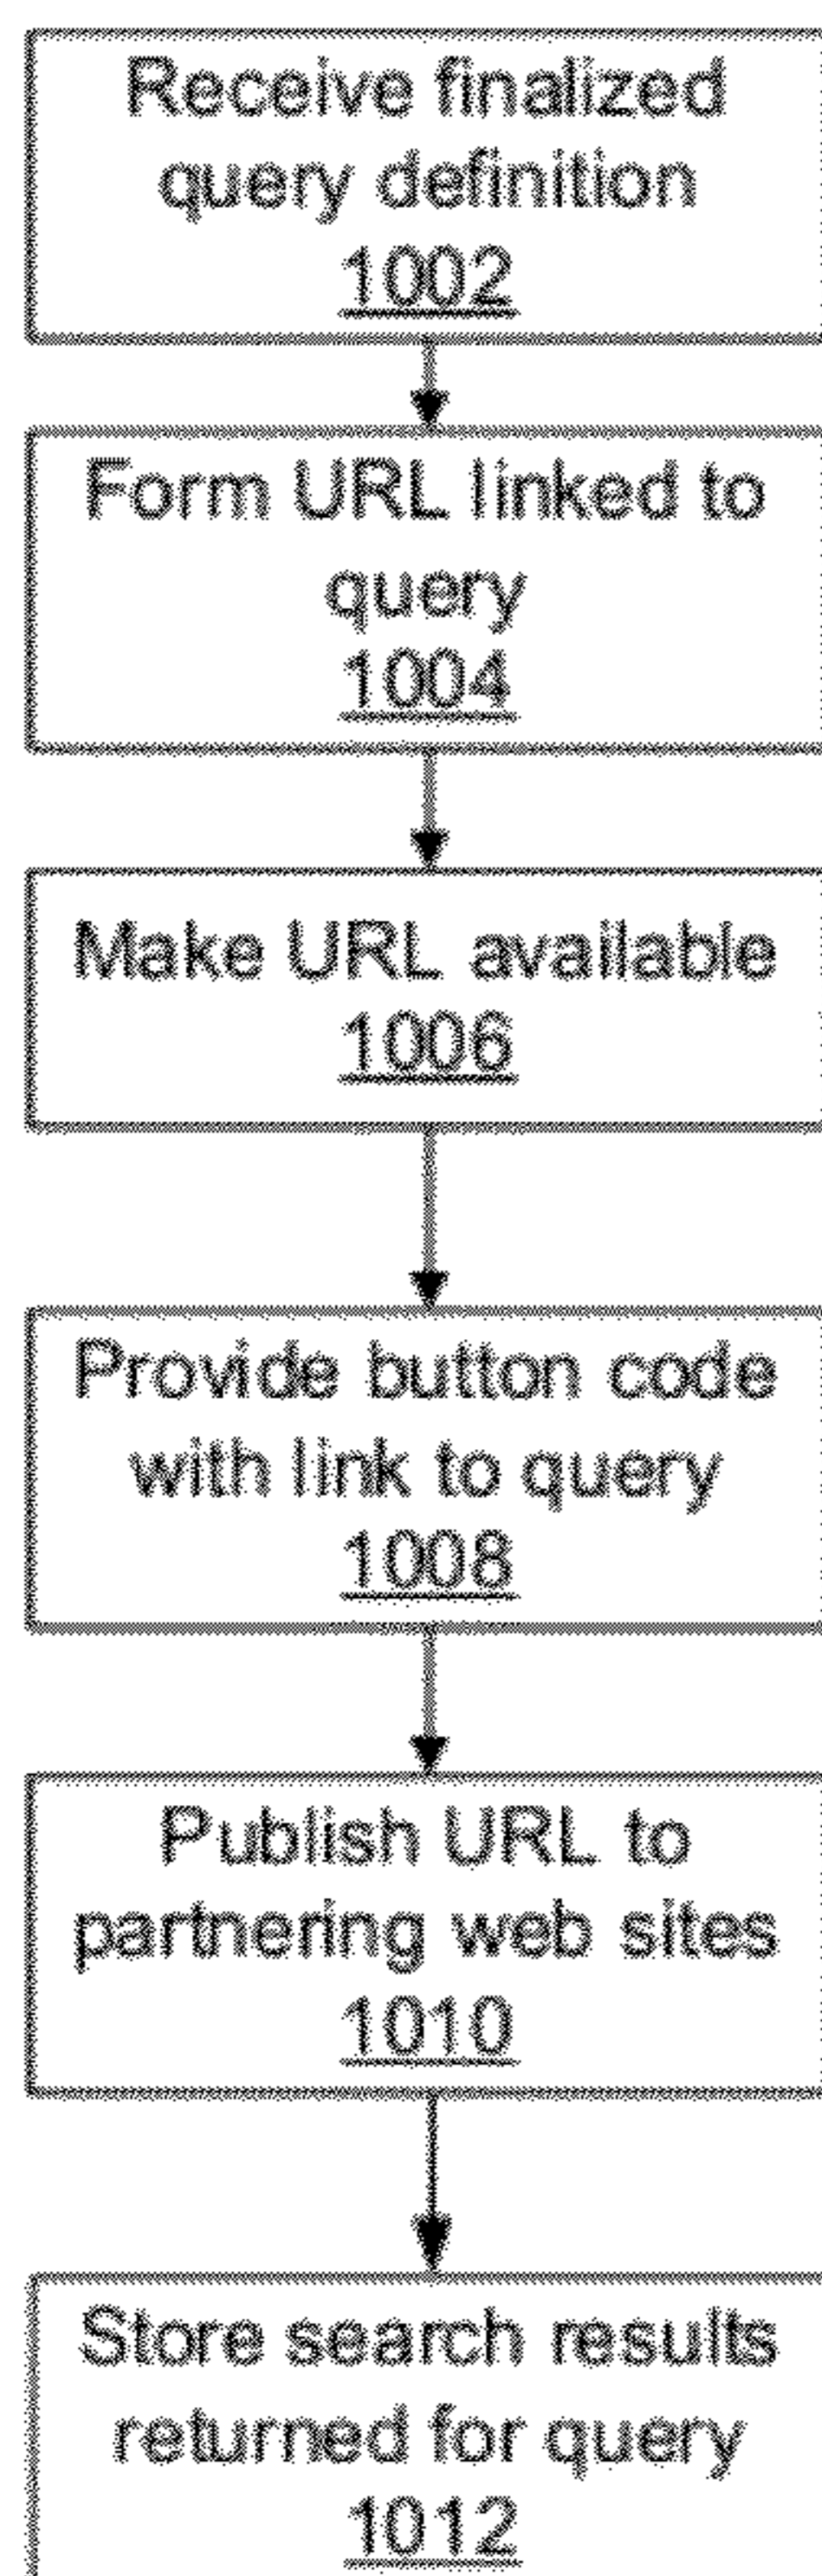 Receive finalized
query definition
1002
Form URL linked to
query
1004
Make URL available
1006
Provide button code
with link to query
1008
Publish URL to
partnering web sites
1010
Store search results
returned for query
1012